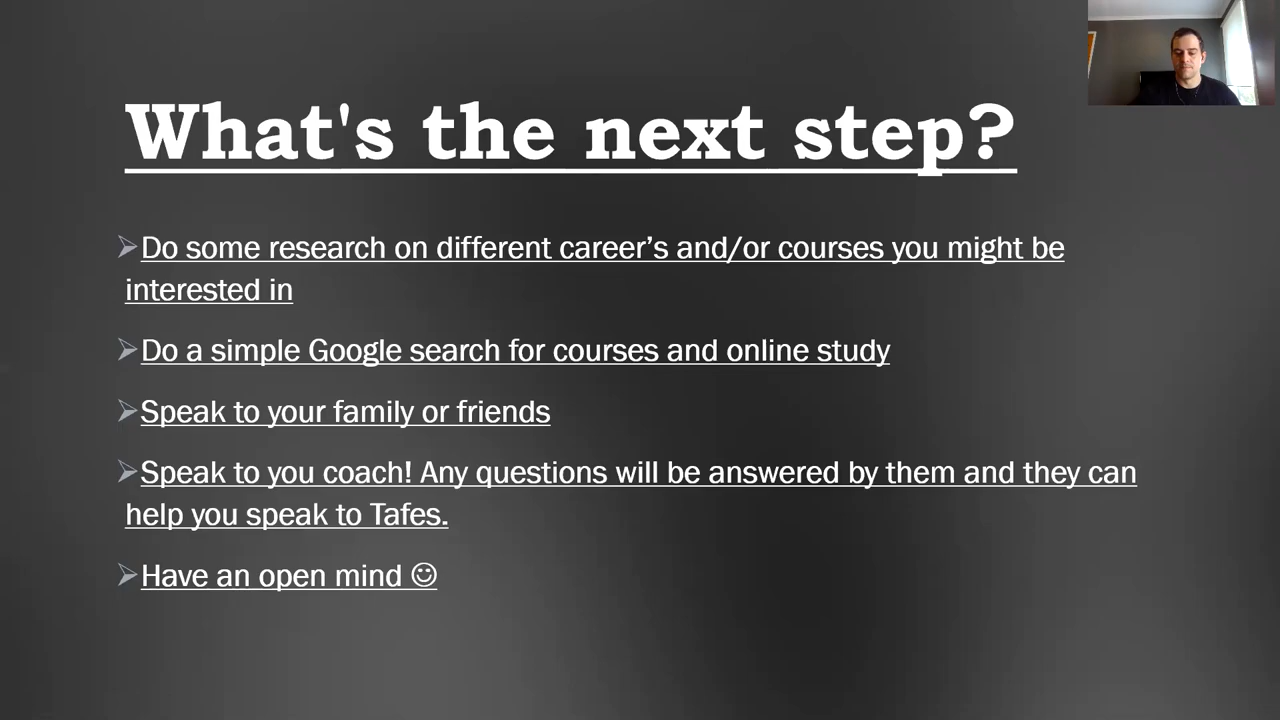 What's the next step?
➢Do some research on different career’s and/or courses you might be
interested in
➢Do a simple Google search for courses and online study
➢Speak to your family or friends
➢Speak to you coach! Any questions will be answered by them and they can
help you speak to Tafes.
➢Have an open mind ☺